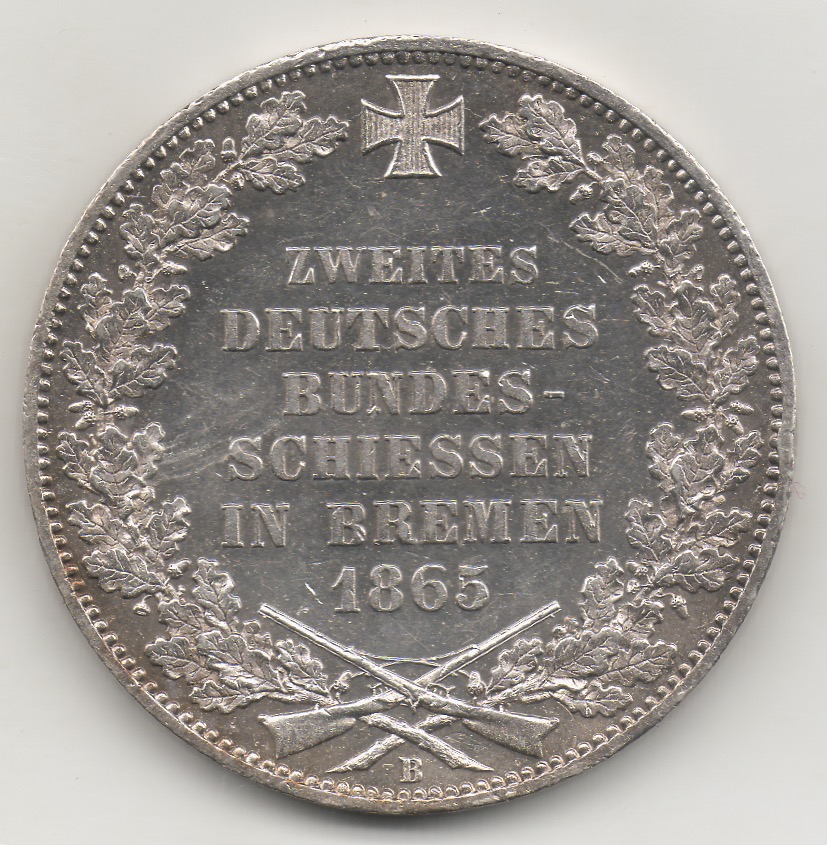 ZWEITES
DEUTSCHES
BUNDES-
SCHIESSEN
IN BREMEN
1865
B